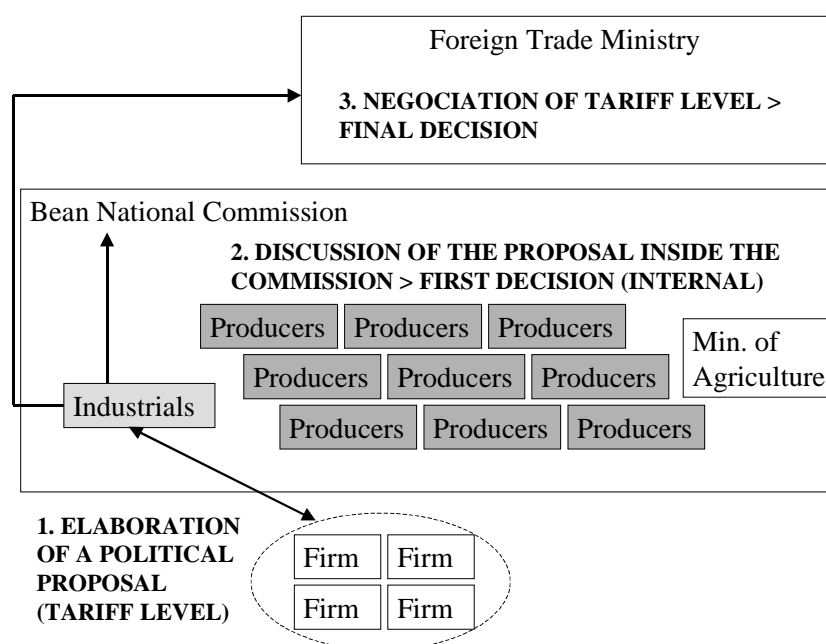 Foreign Trade Ministry
3. NEGOCIATION OF TARIFF LEVEL >
FINAL DECISION
Bean National Commission
2. DISCUSSION OF THE PROPOSAL INSIDE THE
COMMISSION > FIRST DECISION (INTERNAL)
Producers Producers Producers
Producers Producers Producers
Producers Producers Producers
Min. of
Agriculture
Industrials
1. ELABORATION
OF A POLITICAL
PROPOSAL
(TARIFF LEVEL)
Firm Firm
Firm Firm